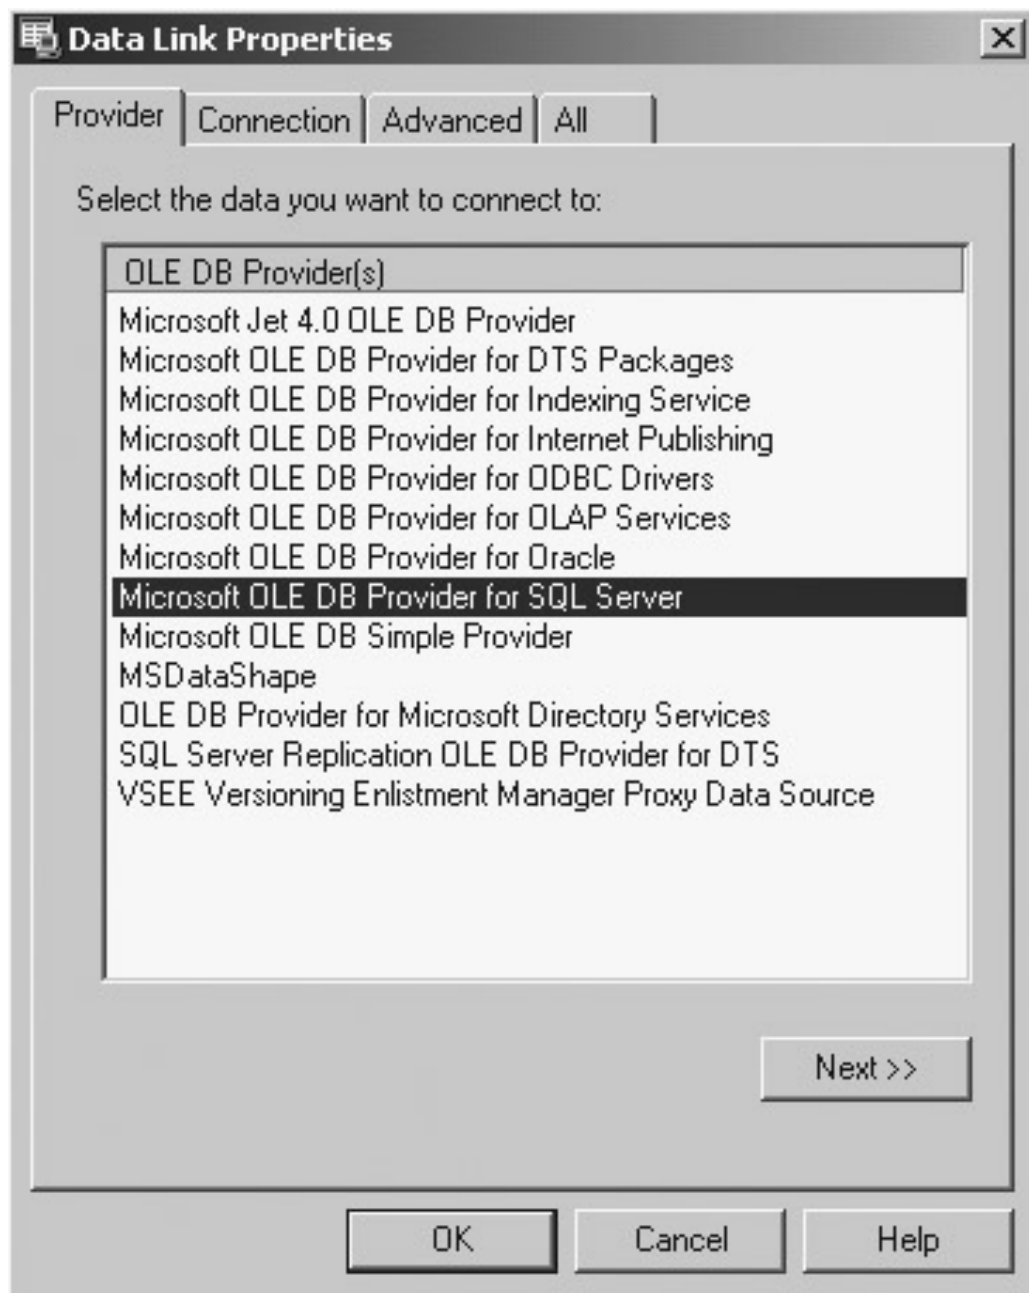 Data Link Properties
Provider Connection Advanced All
Select the data you want to connect to:
OLE DB Provider(s)
Microsoft Jet 4.0 OLE DB Provider
Microsoft OLE DB Provider for DTS Packages
Microsoft OLE DB Provider for Indexing Service
Microsoft OLE DB Provider for Internet Publishing
Microsoft OLE DB Provider for ODBC Drivers
Microsoft OLE DB Provider for OLAP Services
Microsoft OLE DB Provider for Oracle
Microsoft OLE DB Provider for SQL Server
Microsoft OLE DB Simple Provider
MSDataShape
OLE DB Provider for Microsoft Directory Services
SQL Server Replication OLE DB Provider for DTS
VSEE Versioning Enlistment Manager Proxy Data Source
Next >>
OK Cancel Help